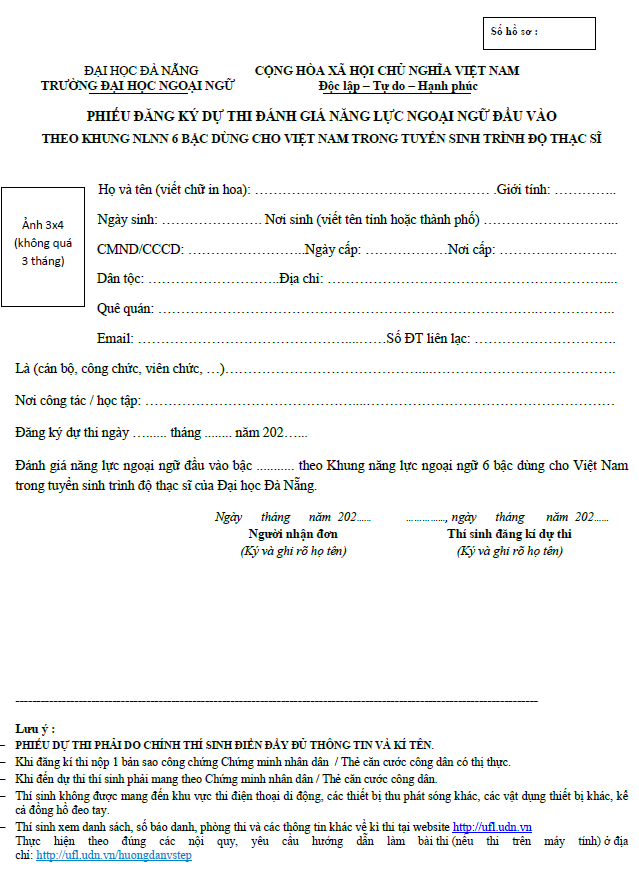 Số hồ sơ :
ĐẠI HỌC ĐÀ NẴNG
TRƯỜNG ĐẠI HỌC NGOẠI NGỮ
CỘNG HÒA XÃ HỘI CHỦ NGHĨA VIỆT NAM
Độc lập – Tự do – Hạnh phúc
PHIẾU ĐĂNG KÝ DỰ THI ĐÁNH GIÁ NĂNG LỰC NGOẠI NGỮ ĐẦU VÀO
THEO KHUNG NLNN 6 BẬC DÙNG CHO VIỆT NAM TRONG TUYỂN SINH TRÌNH ĐỘ THẠC SĨ
Ảnh 3x4
(không quá
3 tháng)
Họ và tên (viết chữ in hoa): ……………………………………………… .Giới tính: …………..
Ngày sinh: …………………. Nơi sinh (viết tên tỉnh hoặc thành phố) ………………………...
CMND/CCCD: ……………………...Ngày cấp: ………………Nơi cấp: ……………………...
Dân tộc: ………………………..Địa chỉ: ………………………………………………………....
Quê quán: ………………………………………………………………………………………..
Email: …………………………………………....……Số ĐT liên lạc: ………………………….
Là (cán bộ, công chức, viên chức, …)……………………………………....………………………………….
Nơi công tác / học tập: ………………………………………....…………………………………………………
Đăng ký dự thi ngày …...... tháng ........ năm 202…...
Đánh giá năng lực ngoại ngữ đầu vào bậc ........... theo Khung năng lực ngoại ngữ 6 bậc dùng cho Việt Nam
trong tuyển sinh trình độ thạc sĩ của Đại học Đà Nẵng.
Ngày tháng năm 202……
Người nhận đơn
(Ký và ghi rõ họ tên)
……………, ngày tháng năm 202……
Thí sinh đăng kí dự thi
(Ký và ghi rõ họ tên)
Lưu ý :
– PHIẾU DỰ THI PHẢI DO CHÍNH THÍ SINH ĐIỀN ĐẦY ĐỦ THÔNG TIN VÀ KÍ TÊN.
– Khi đăng kí thi nộp 1 bản sao công chứng Chứng minh nhân dân / Thẻ căn cước công dân có thị thực.
– Khi đến dự thi thí sinh phải mang theo Chứng minh nhân dân / Thẻ căn cước công dân.
– Thí sinh không được mang đến khu vực thi điện thoại di động, các thiết bị thu phát sóng khác, các vật dụng thiết bị khác, kể
cả đồng hồ đeo tay.
– Thí sinh xem danh sách, số báo danh, phòng thi và các thông tin khác về kì thi tại website http://ufl.udn.vn
Thực hiện theo đúng các nội quy, yêu cầu hướng dẫn làm bài thi (nếu thi trên máy tính) ở địa
chỉ: http://ufl.udn.vn/huongdanvstep